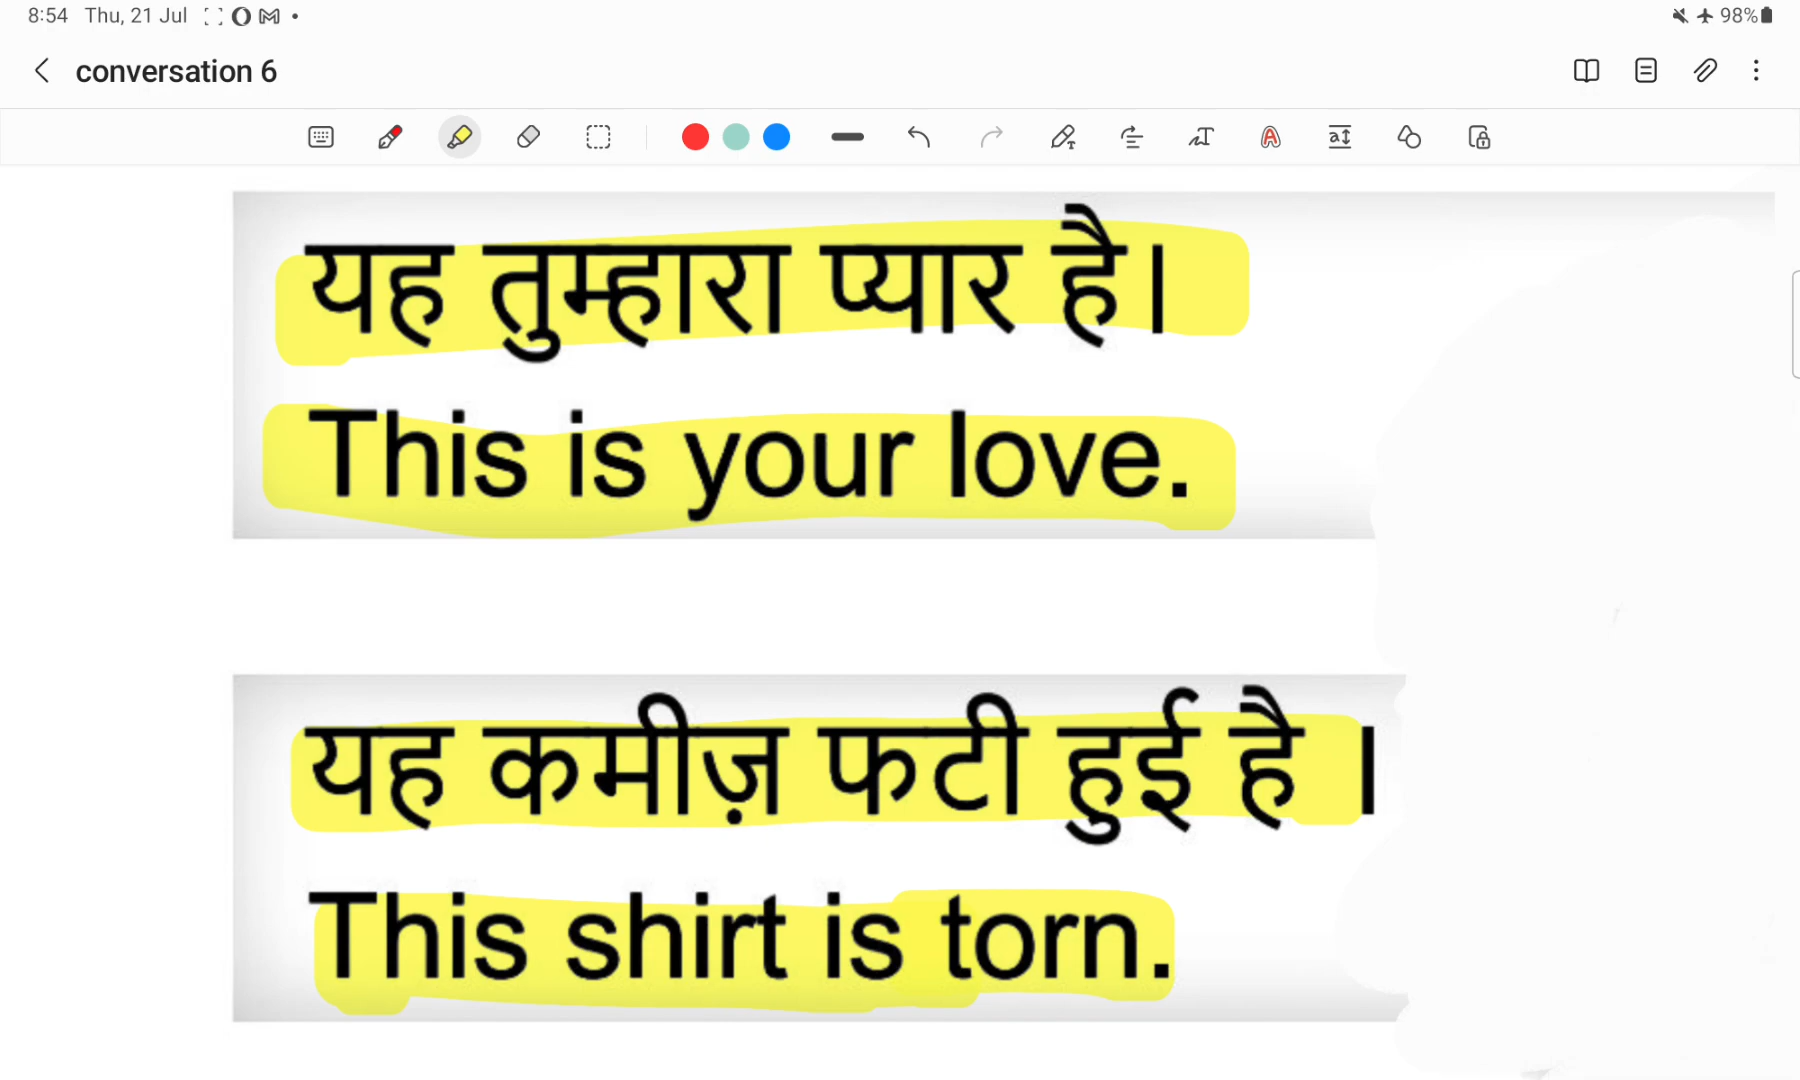 8:54 Thu, 21 Jul 98%
conversation 6
यह तुम्हारा प्यार है।
This is your love.
यह कमीज़ फटी हुई है ।
This shirt is torn.